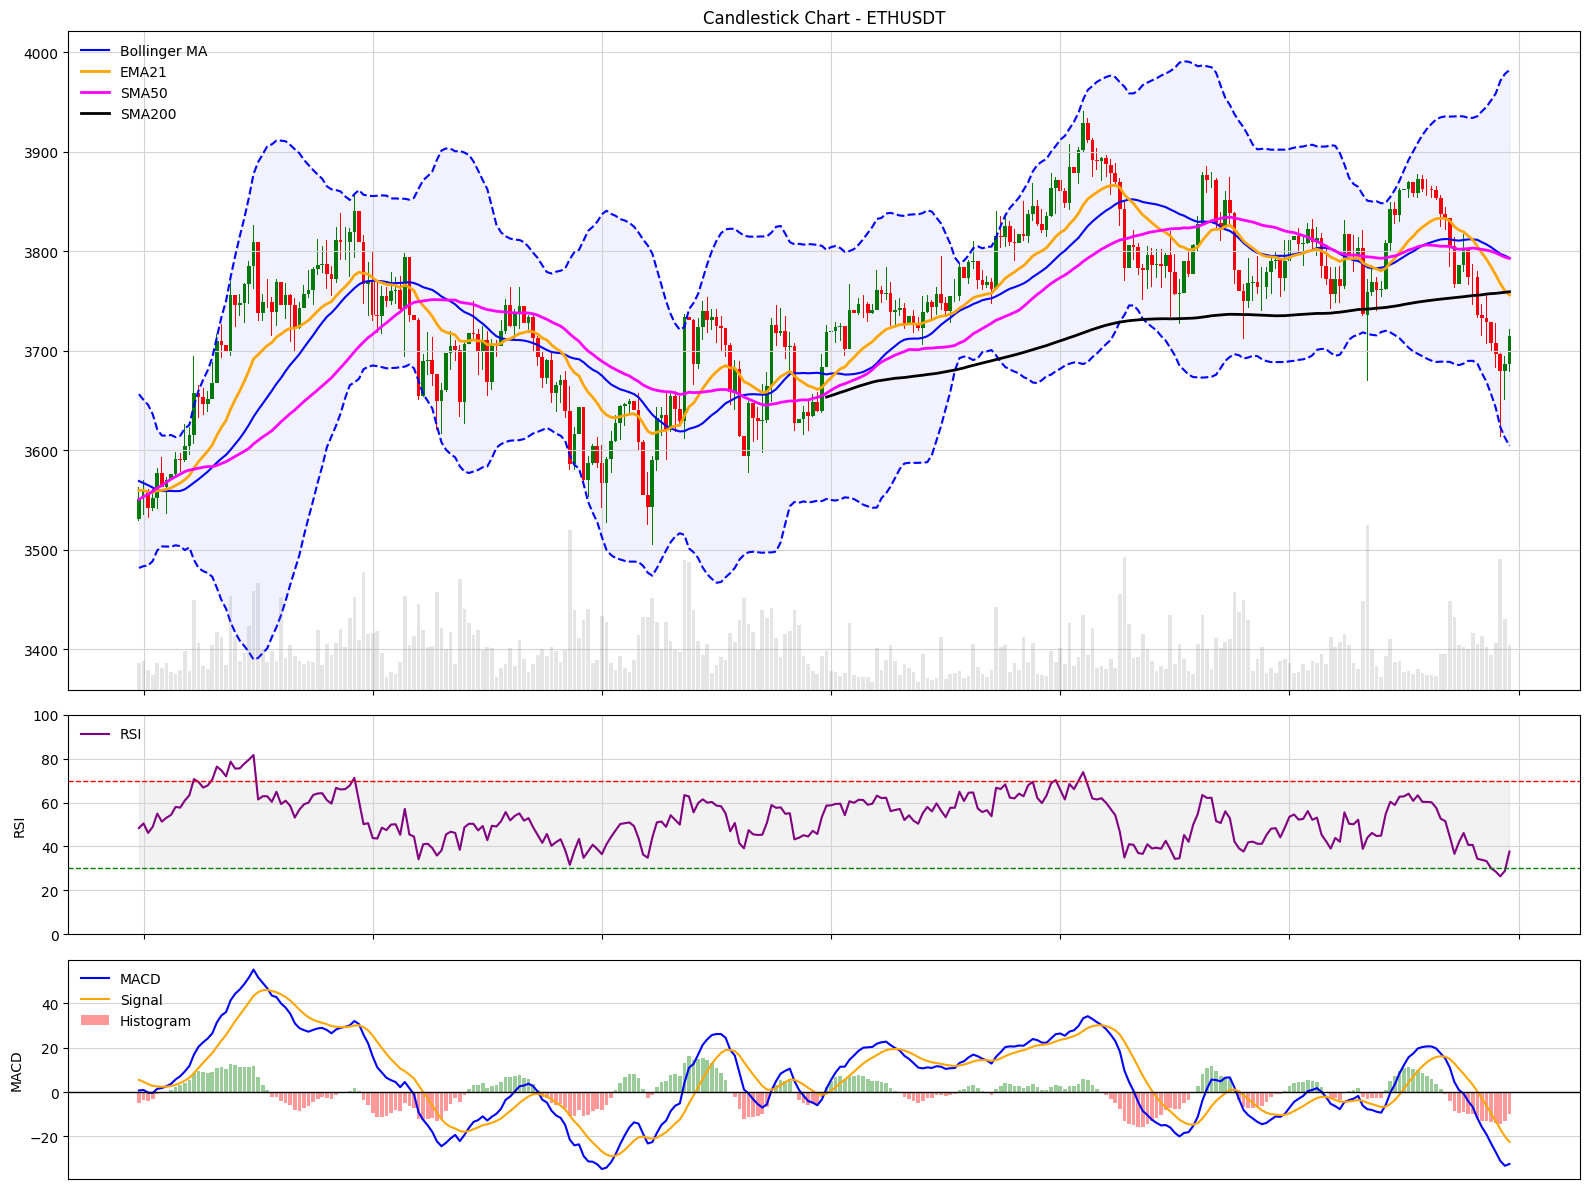 Candlestick Chart - ETHUSDT
Bollinger MA
EMA21
SMA50
SMA200
4000
3900
3800
3700
3600
3500
3400
RSI
RSI
100
80
60
40
20
0
MACD
Signal
Histogram
MACD
40
20
0
−20